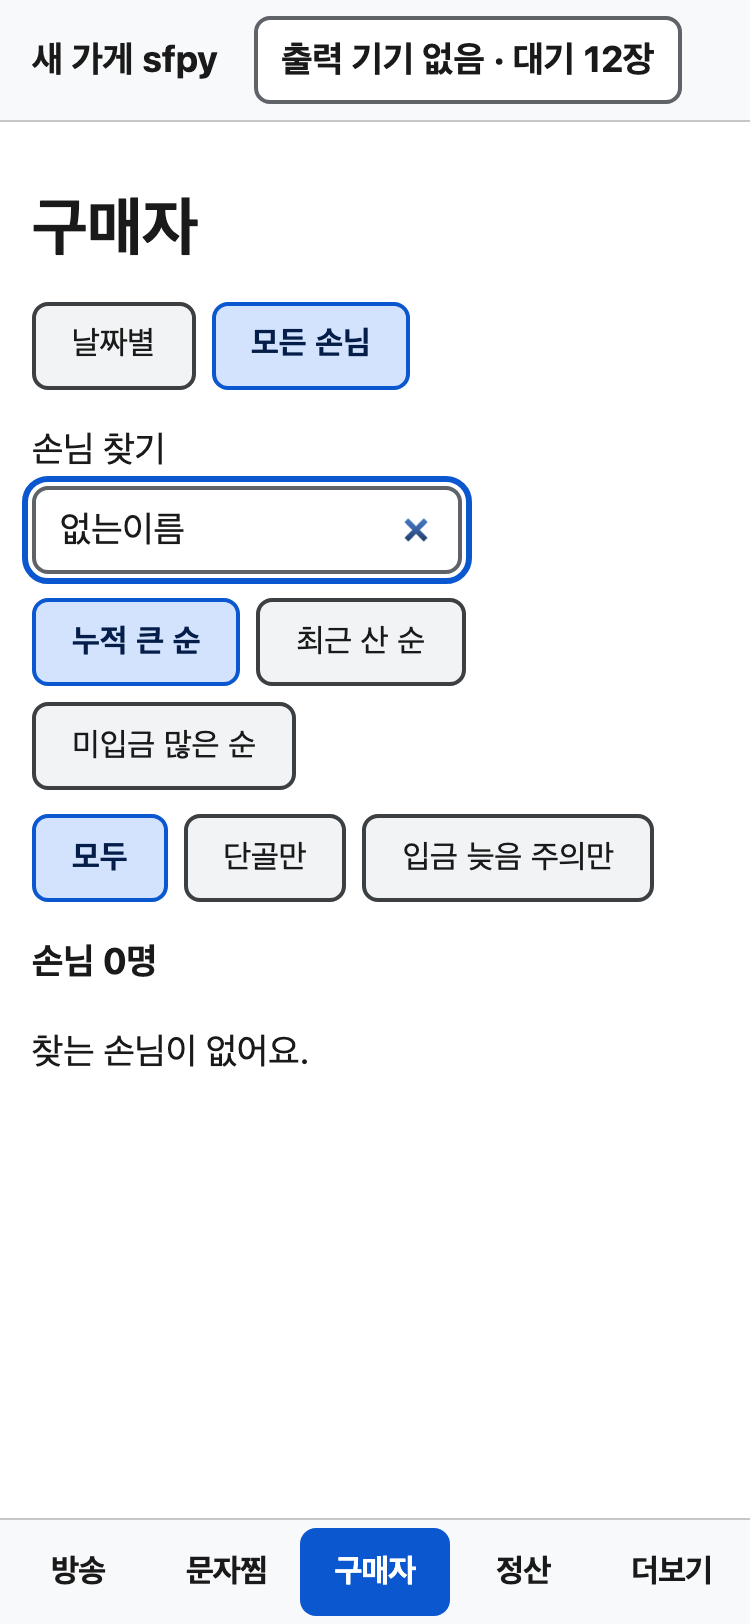 새 가게 sfpy
출력 기기 없음 · 대기 12장
구매자
날짜별
모든 손님
손님 찾기
없는이름
누적 큰 순
최근 산 순
미입금 많은 순
모두
단골만
입금 늦음 주의만
손님 0명
찾는 손님이 없어요.
방송
문자찜
구매자
정산
더보기